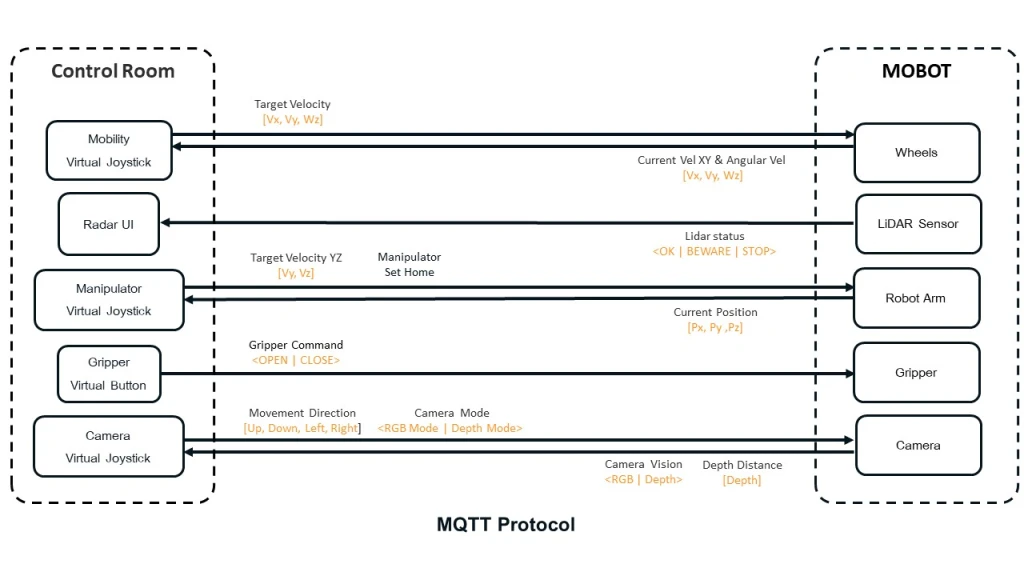 Control Room
MOBOT
Target Velocity
[Vx, Vy, Wz]
Mobility
Virtual Joystick
Wheels
Current Vel XY & Angular Vel
[Vx, Vy, Wz]
Radar UI
LiDAR Sensor
Lidar status
<OK | BEWARE | STOP>
Target Velocity YZ
[Vy, Vz]
Manipulator
Set Home
Manipulator
Virtual Joystick
Robot Arm
Current Position
[Px, Py ,Pz]
Gripper Command
<OPEN | CLOSE>
Gripper
Virtual Button
Gripper
Movement Direction
[Up, Down, Left, Right]
Camera Mode
<RGB Mode | Depth Mode>
Camera
Virtual Joystick
Camera
Camera Vision
<RGB | Depth>
Depth Distance
[Depth]
MQTT Protocol